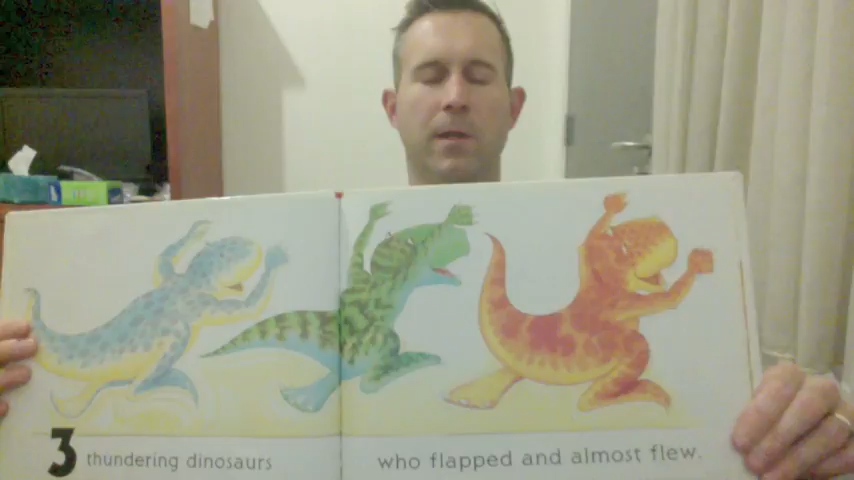 3 thundering dinosaurs
who flapped and almost flew.